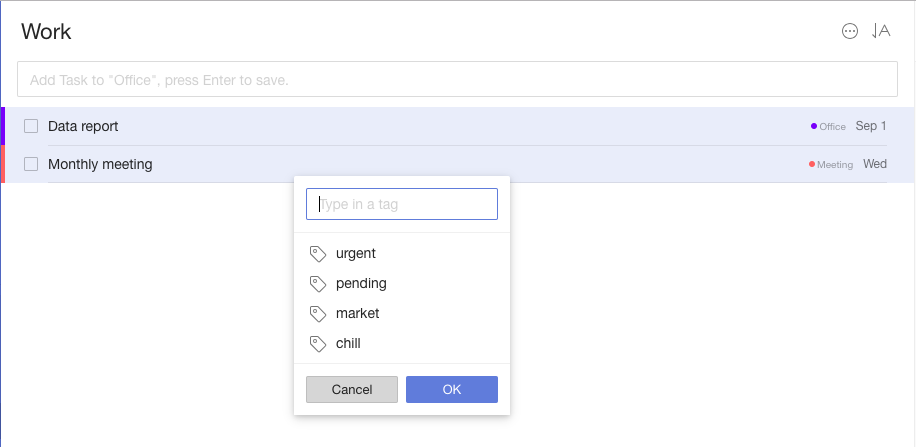 Work
Add Task to "Office", press Enter to save.
Data report Office Sep 1
Monthly meeting Meeting Wed
Type in a tag
urgent
pending
market
chill
Cancel OK